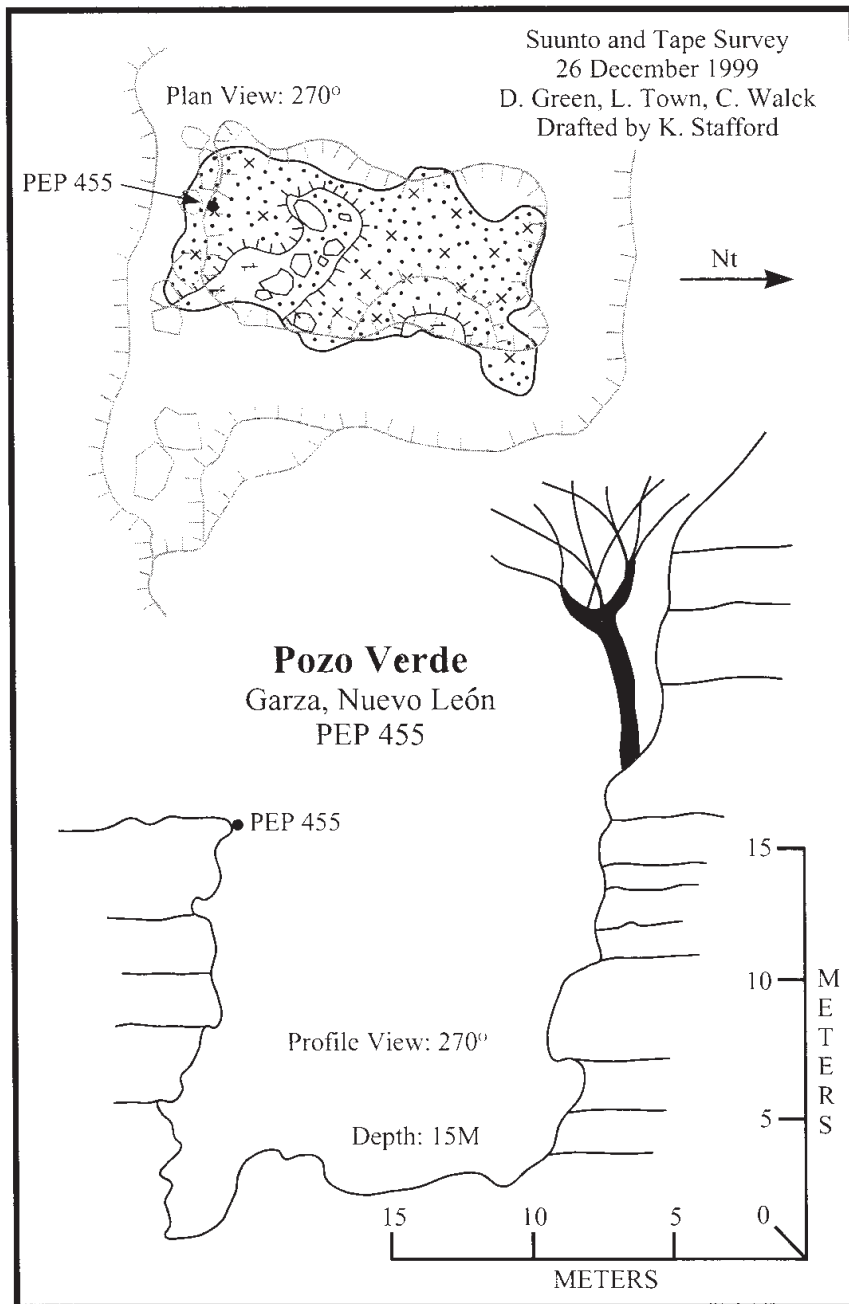 Suunto and Tape Survey
26 December 1999
D. Green, L. Town, C. Walck
Drafted by K. Stafford
Plan View: 270°
PEP 455
Nt
Pozo Verde
Garza, Nuevo León
PEP 455
PEP 455
15
10
5
METERS
Profile View: 270°
Depth: 15M
15
10
5
0
METERS